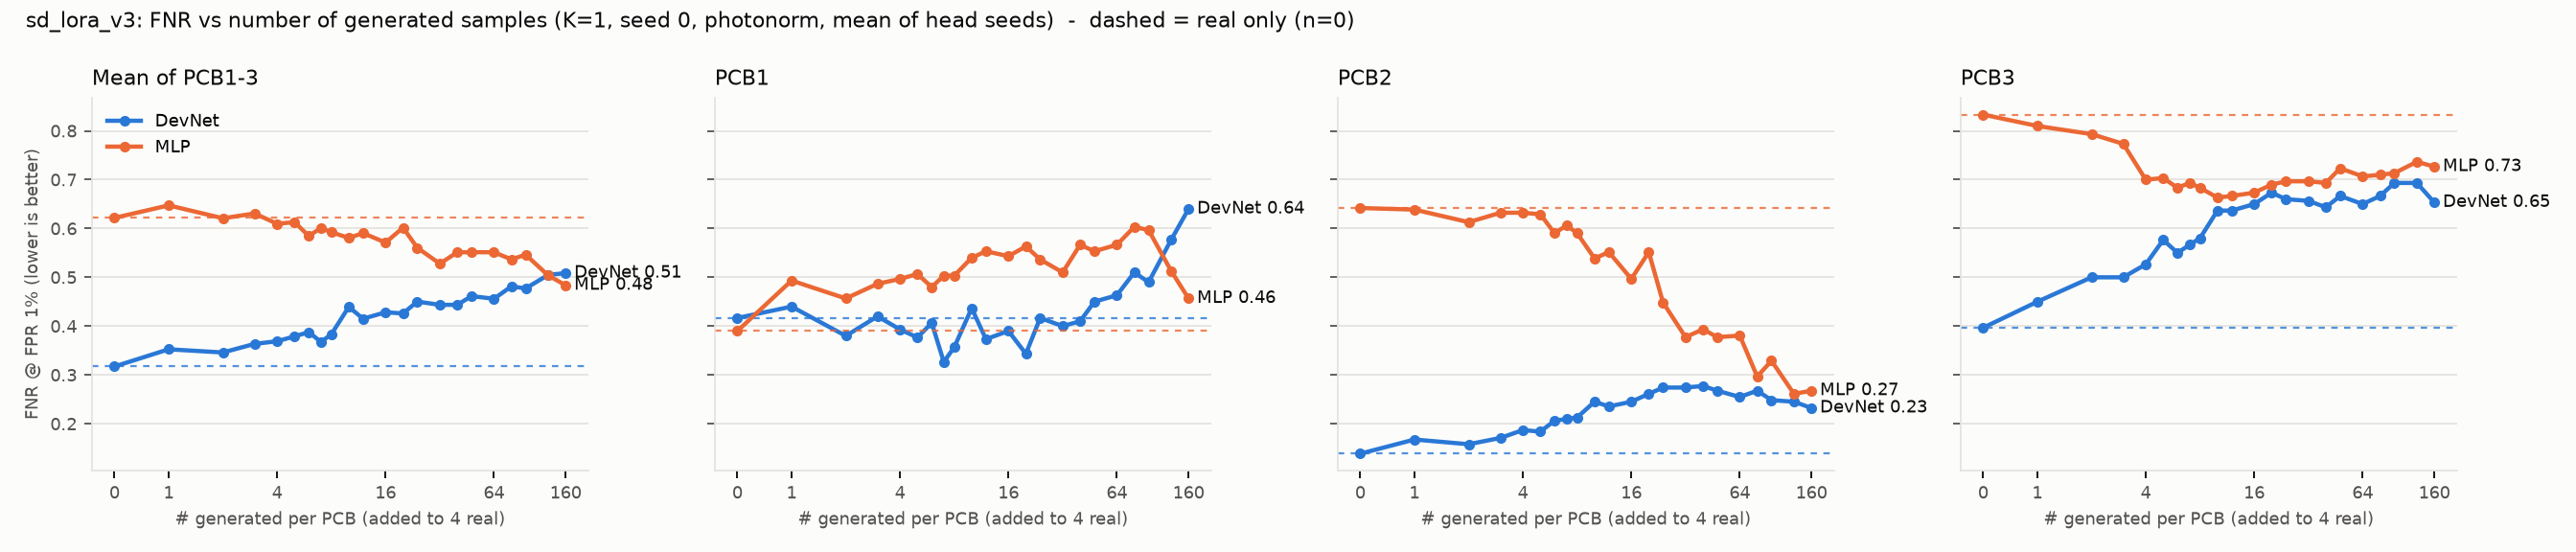 sd_lora_v3: FNR vs number of generated samples (K=1, seed 0, photonorm, mean of head seeds)  -  dashed = real only (n=0)
Mean of PCB1-3
DevNet
MLP
FNR @ FPR 1% (lower is better)
0.8
0.7
0.6
0.5
0.4
0.3
0.2
DevNet 0.51
MLP 0.48
0 1 4 16 64 160
# generated per PCB (added to 4 real)
PCB1
DevNet 0.64
MLP 0.46
0 1 4 16 64 160
# generated per PCB (added to 4 real)
PCB2
MLP 0.27
DevNet 0.23
0 1 4 16 64 160
# generated per PCB (added to 4 real)
PCB3
MLP 0.73
DevNet 0.65
0 1 4 16 64 160
# generated per PCB (added to 4 real)